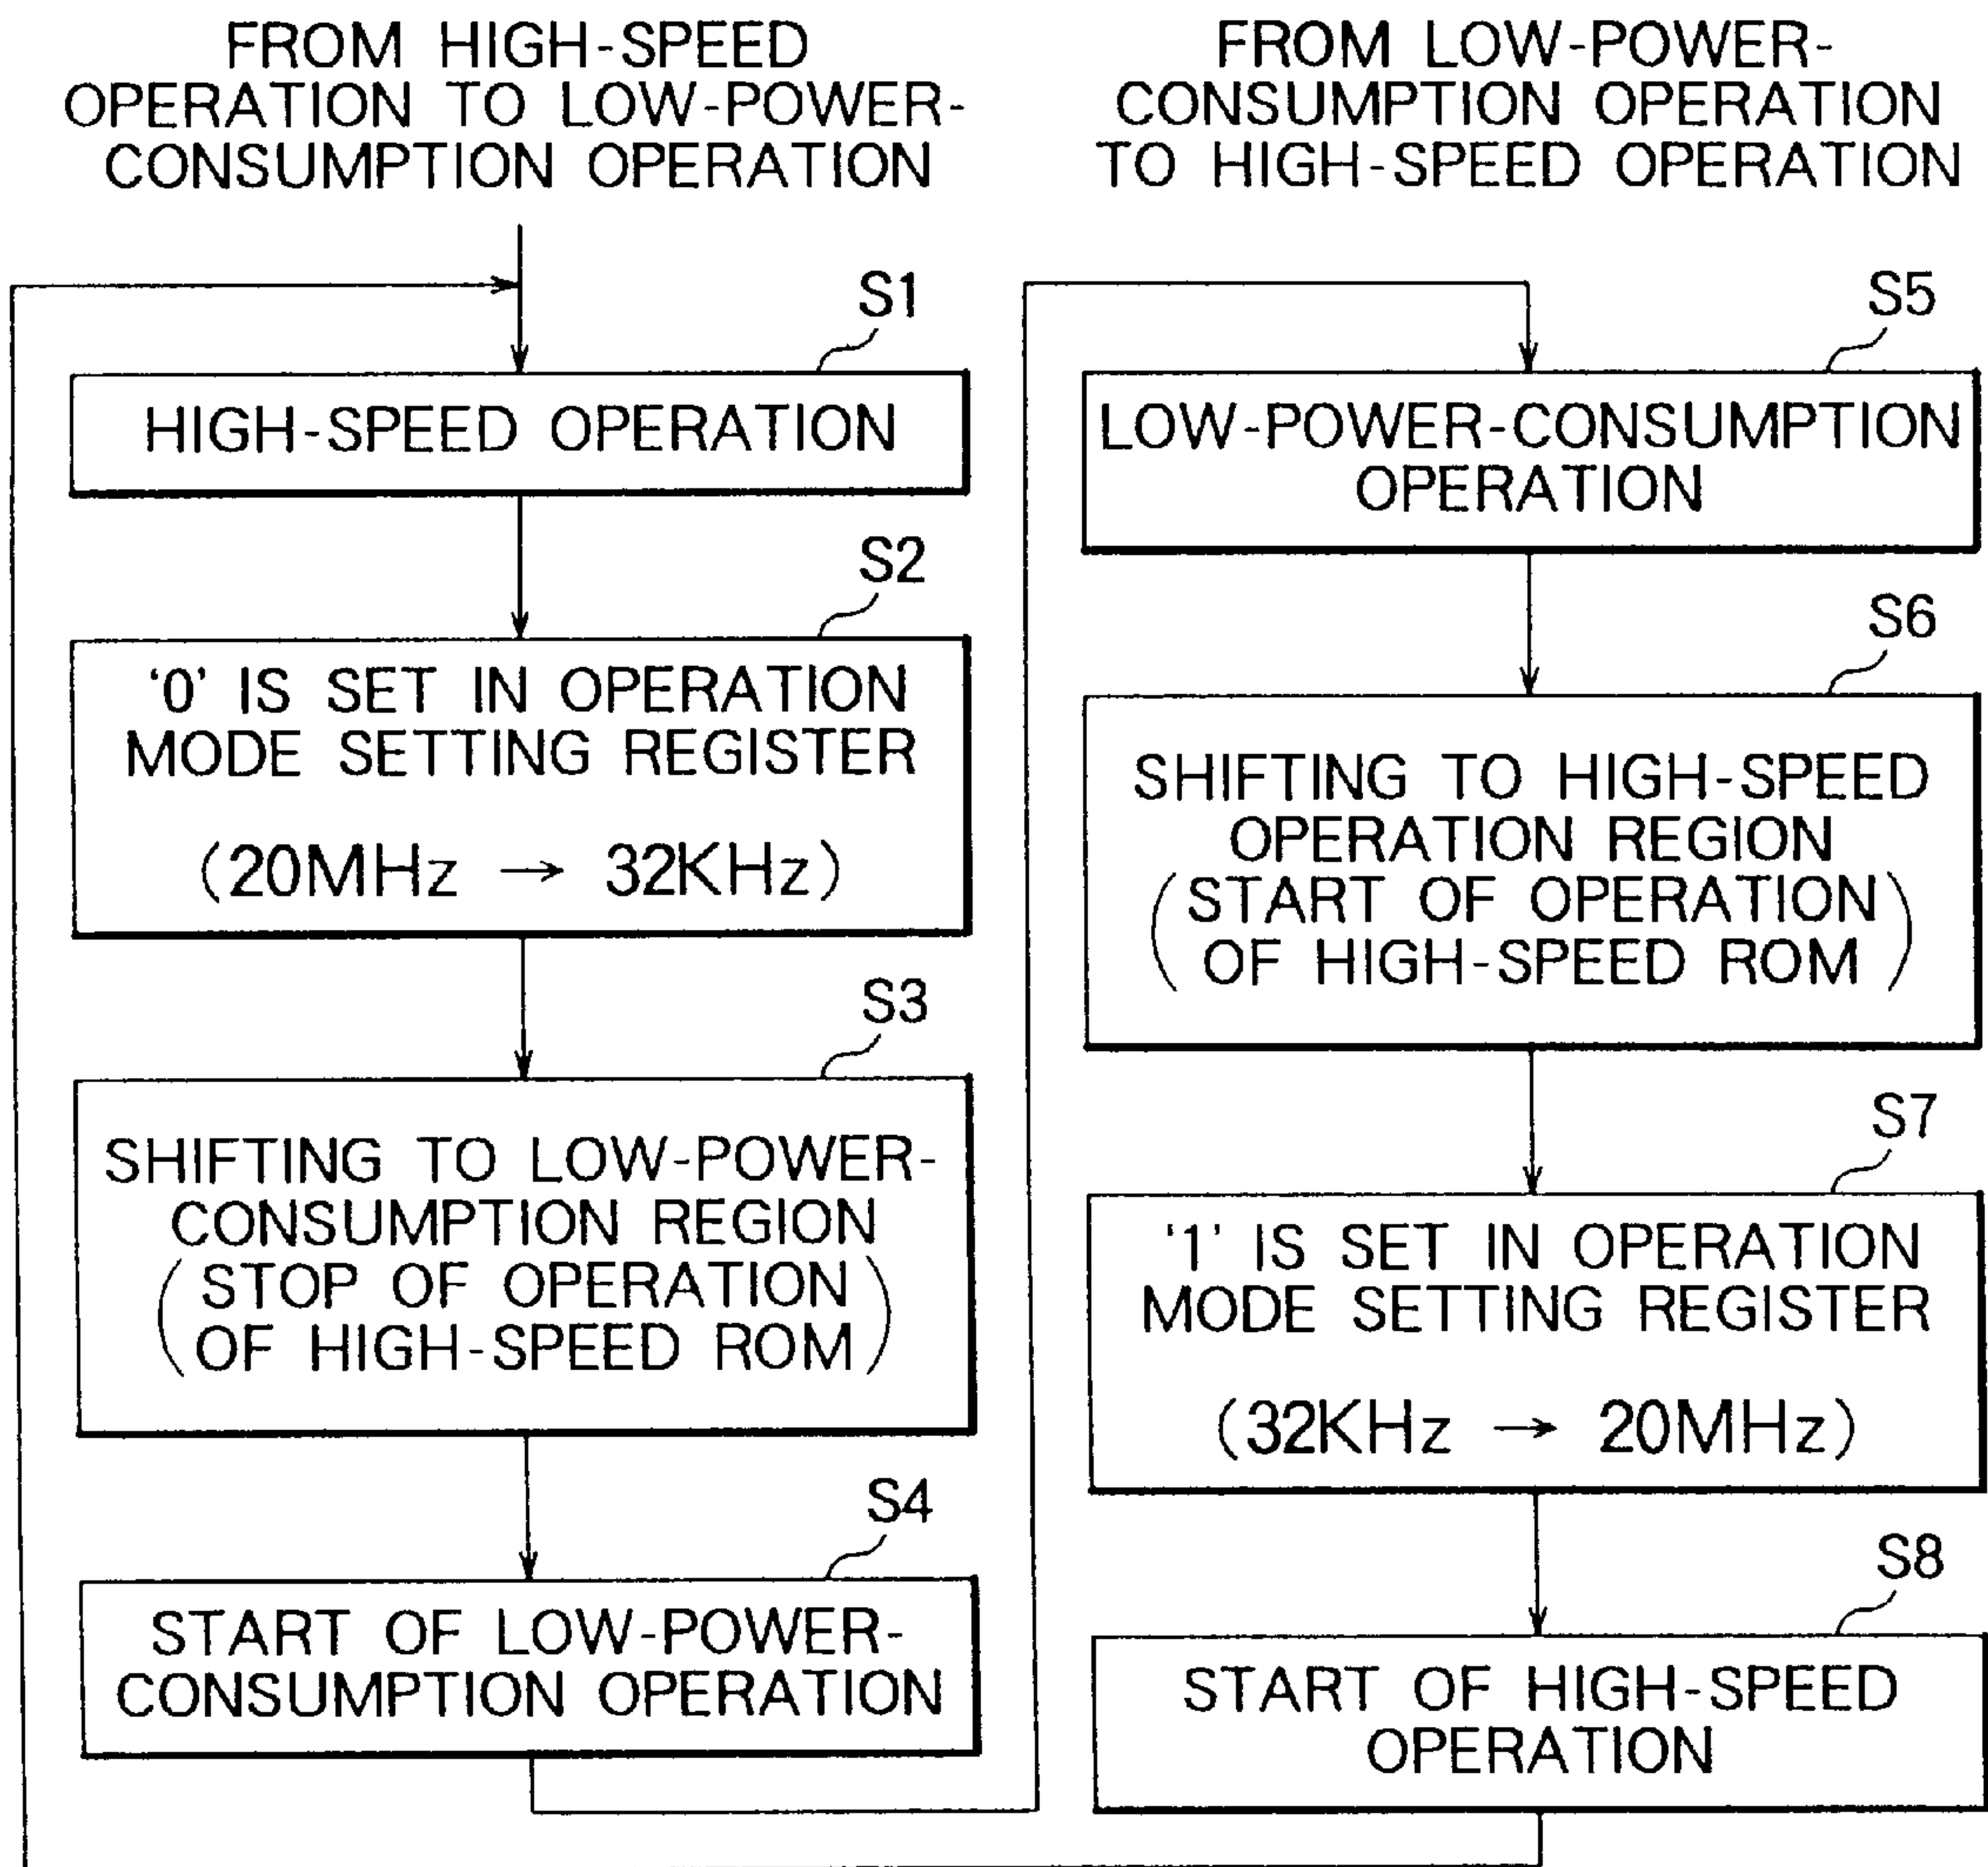 FROM HIGH-SPEED
OPERATION TO LOW-POWER-
CONSUMPTION OPERATION
S1
HIGH-SPEED OPERATION
S2
‘0’ IS SET IN OPERATION
MODE SETTING REGISTER
(20MHz → 32KHz)
S3
SHIFTING TO LOW-POWER-
CONSUMPTION REGION
(STOP OF OPERATION
OF HIGH-SPEED ROM)
S4
START OF LOW-POWER-
CONSUMPTION OPERATION
FROM LOW-POWER-
CONSUMPTION OPERATION
TO HIGH-SPEED OPERATION
S5
LOW-POWER-CONSUMPTION
OPERATION
S6
SHIFTING TO HIGH-SPEED
OPERATION REGION
(START OF OPERATION
OF HIGH-SPEED ROM)
S7
‘1’ IS SET IN OPERATION
MODE SETTING REGISTER
(32KHz → 20MHz)
S8
START OF HIGH-SPEED
OPERATION